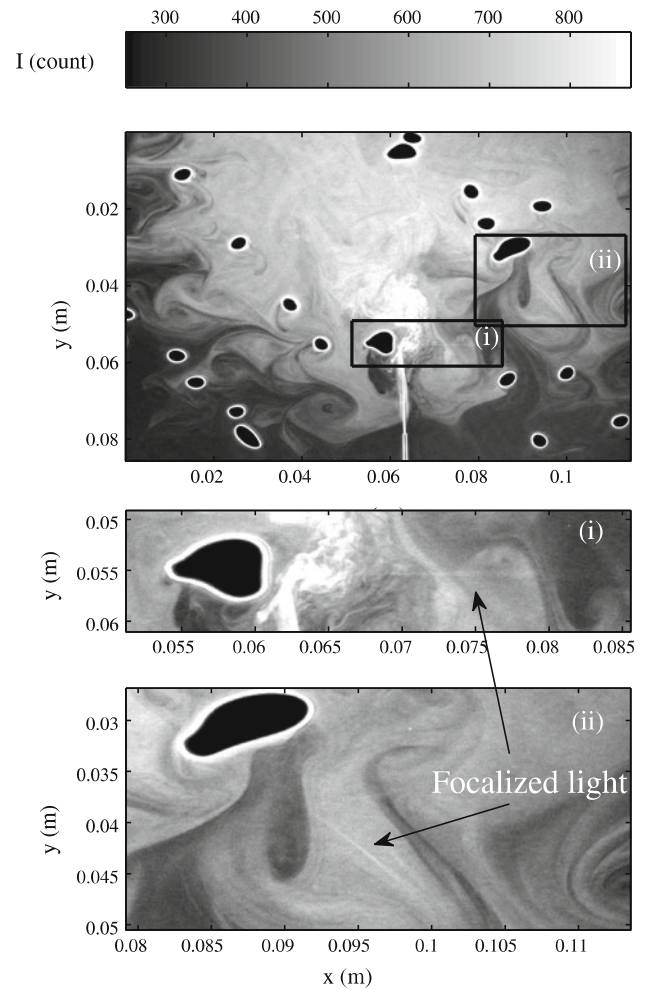 300 400 500 600 700 800
I (count)
0.02
0.04
0.06
0.08
y (m)
(ii)
(i)
0.02 0.04 0.06 0.08 0.1
0.05
0.055
0.06
y (m)
(i)
0.055 0.06 0.065 0.07 0.075 0.08 0.085
0.03
0.035
0.04
0.045
0.05
y (m)
(ii)
Focalized light
0.08 0.085 0.09 0.095 0.1 0.105 0.11
x (m)